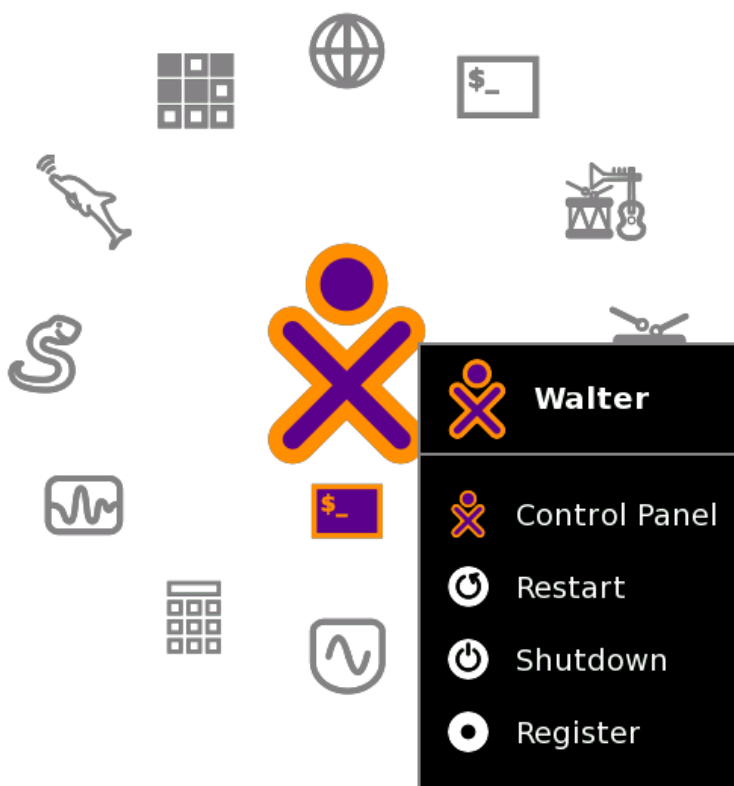 $_
$_
Walter
Control Panel
Restart
Shutdown
Register